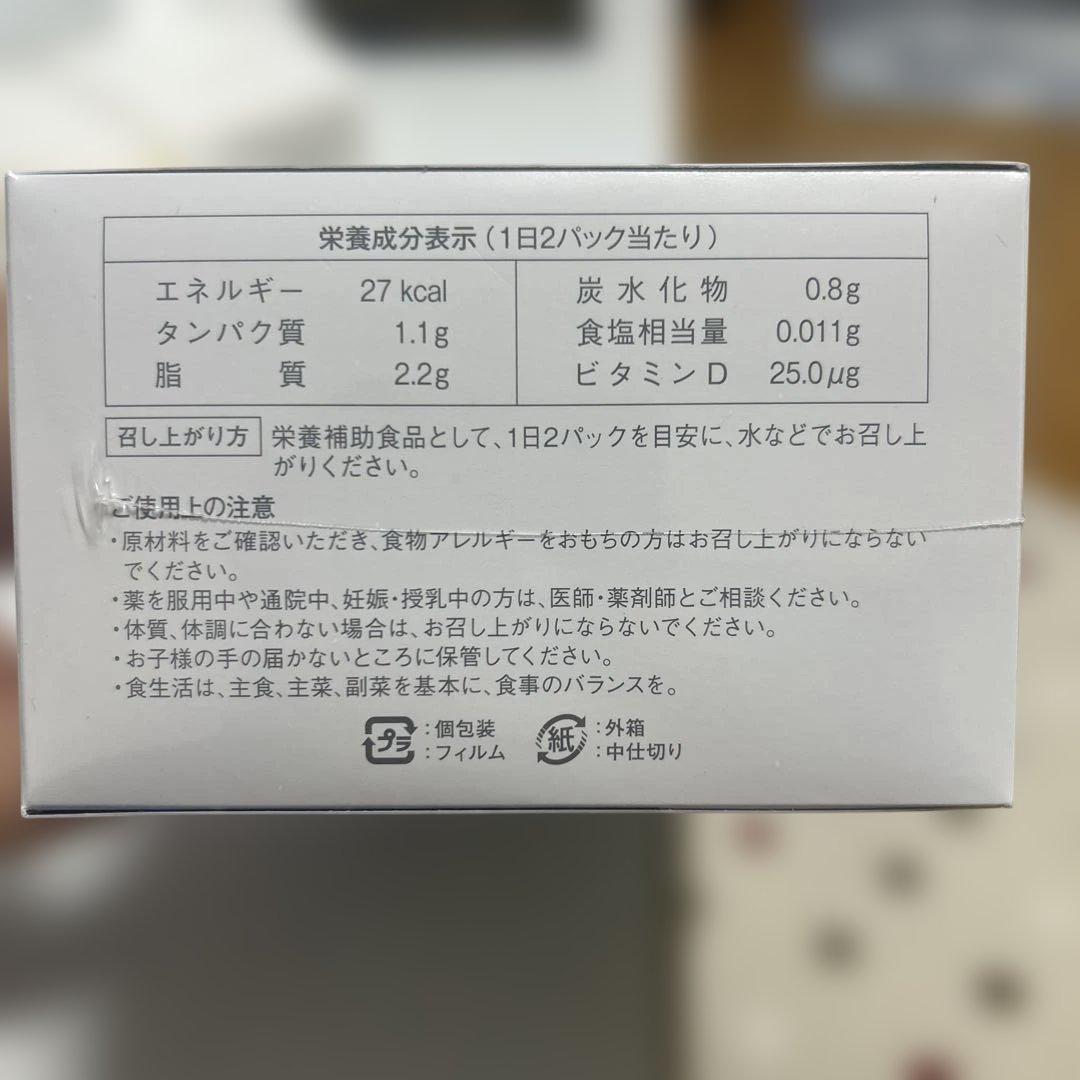 栄養成分表示(1日2パック当たり)
エネルギー 27 kcal
タンパク質 1.1g
脂質 2.2g
炭水化物 0.8g
食塩相当量 0.011g
ビタミンD 25.0μg
召し上がり方 栄養補助食品として、1日2パックを目安に、水などでお召し上
がりください。
ご使用上の注意
・原材料をご確認いただき、食物アレルギーをおもちの方はお召し上がりにならない
でください。
・薬を服用中や通院中、妊娠・授乳中の方は、医師・薬剤師とご相談ください。
・体質、体調に合わない場合は、お召し上がりにならないでください。
・お子様の手の届かないところに保管してください。
・食生活は、主食、主菜、副菜を基本に、食事のバランスを。
プラ :個包装
:フィルム
紙 :外箱
:中仕切り